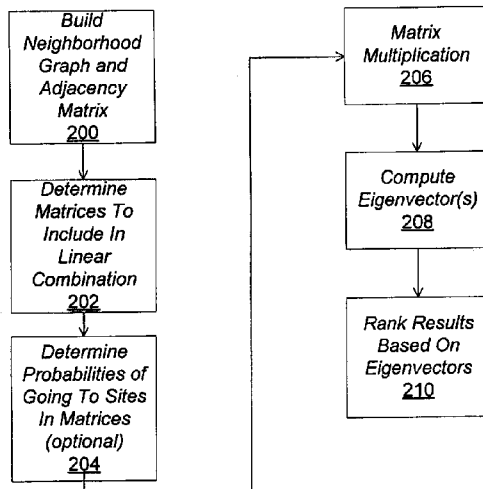 Build
Neighborhood
Graph and
Adjacency
Matrix
200
Determine
Matrices To
Include In
Linear
Combination
202
Determine
Probabilities of
Going To Sites
In Matrices
(optional)
204
Matrix
Multiplication
206
Compute
Eigenvector(s)
208
Rank Results
Based On
Eigenvectors
210